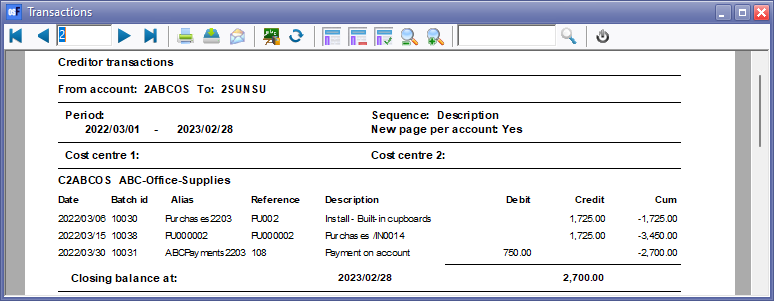 Transactions
2
Creditor transactions
From account: 2ABCOS To: 2SUNSU
Period: Sequence: Description
2022/03/01 - 2023/02/28 New page per account: Yes
Cost centre 1: Cost centre 2:
C2ABCOS ABC-Office-Supplies
Date Batch id Alias Reference Description Debit Credit Cum
2022/03/06 10030 Purchases2203 PU002 Install - Built-in cupboards 1,725.00 -1,725.00
2022/03/15 10038 PU000002 PU000002 Purchases /IN0014 1,725.00 -3,450.00
2022/03/30 10031 ABCPayments2203 108 Payment on account 750.00 -2,700.00
Closing balance at: 2023/02/28 2,700.00